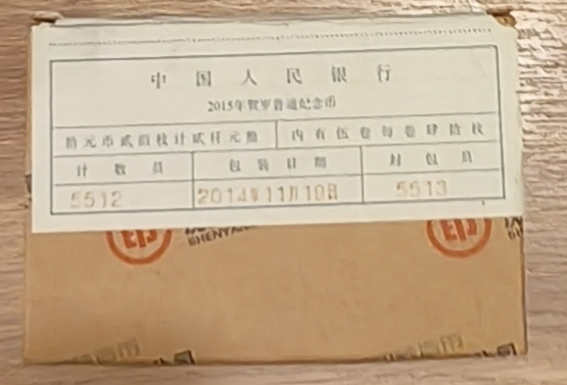 中国人民银行
2015年贺岁普通纪念币
拾元币贰佰枚计贰仟元整 内有伍卷每卷肆拾枚
计数员 包装日期 封包员
5512 2014年11月10日 5513
SHENYANG